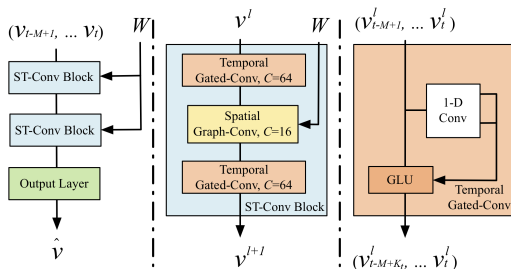 (v_{t-M+1}, ... v_t)
W
ST-Conv Block
ST-Conv Block
Output Layer
v̂
v^l
W
Temporal
Gated-Conv, C=64
Spatial
Graph-Conv, C=16
Temporal
Gated-Conv, C=64
ST-Conv Block
v^{l+1}
(v^l_{t-M+1}, ... v^l_t)
1-D
Conv
GLU
Temporal
Gated-Conv
(v^l_{t-M+K_t}, ... v^l_t)